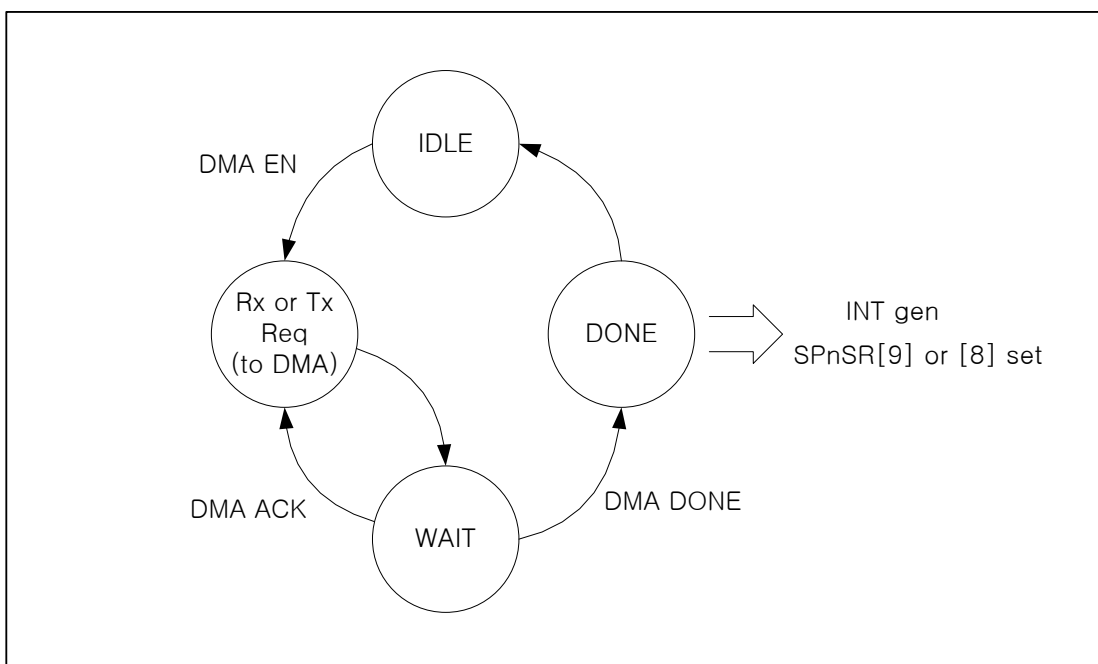 IDLE
DMA EN
Rx or Tx
Req
(to DMA)
DONE
INT gen
SPnSR[9] or [8] set
DMA ACK
DMA DONE
WAIT